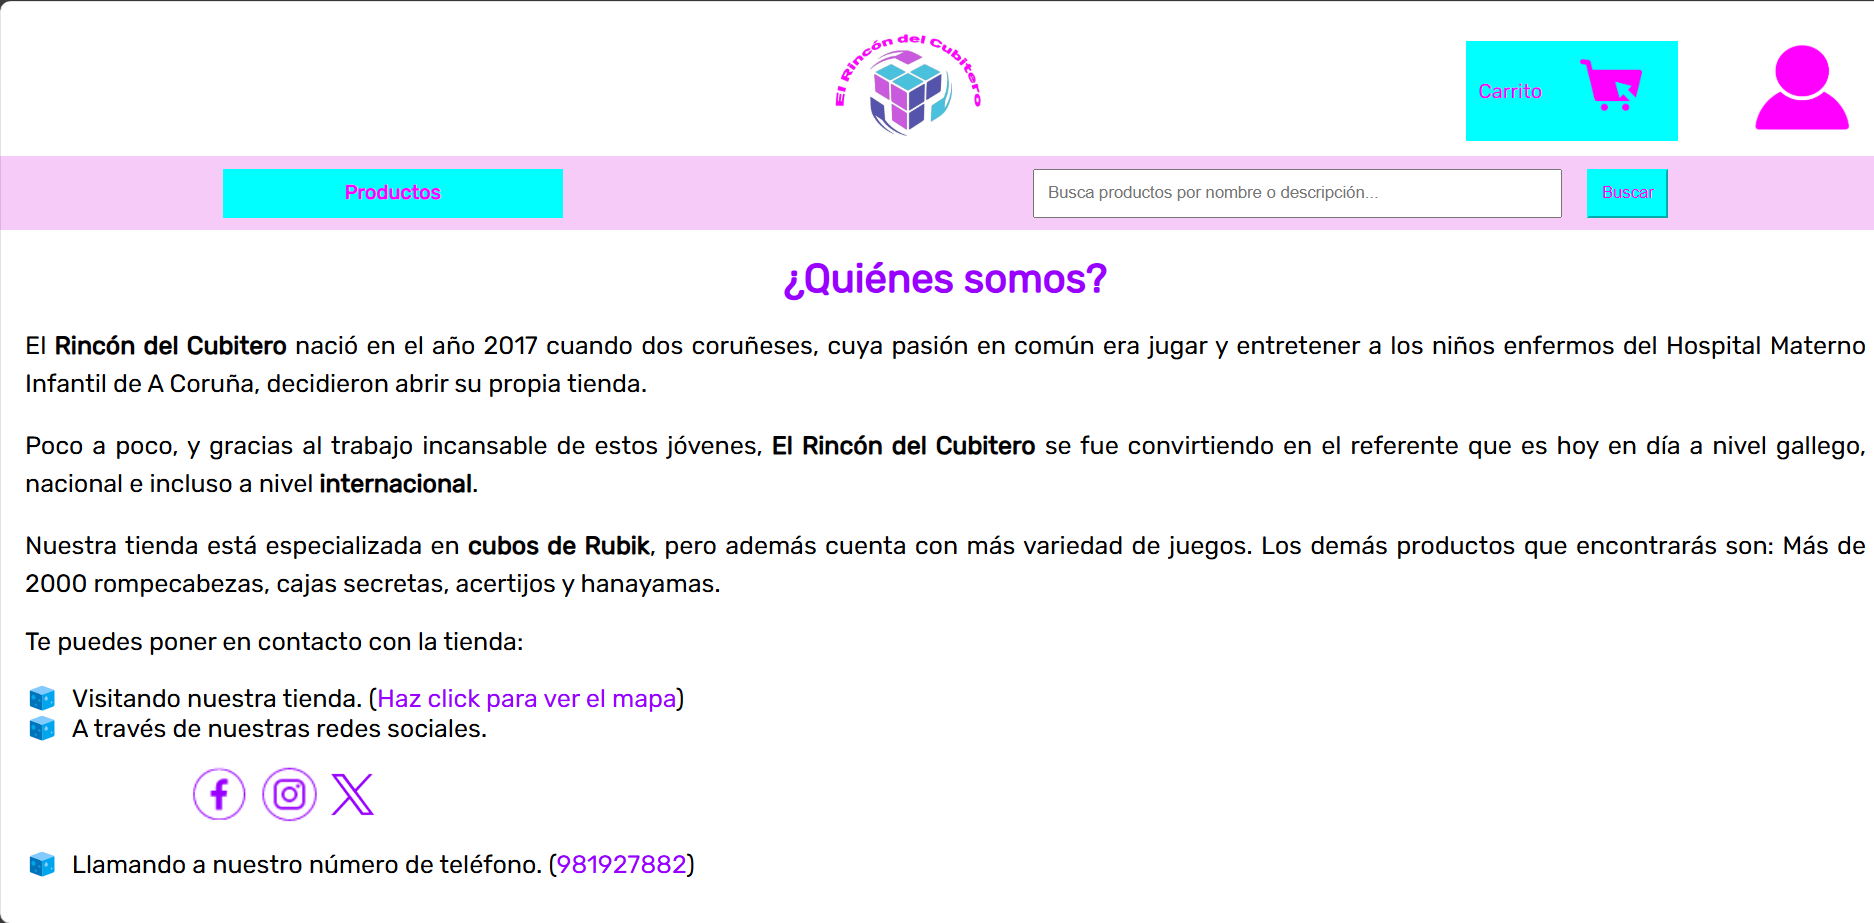 El Rincón del Cubitero
Carrito
Productos
Busca productos por nombre o descripción...
Buscar
¿Quiénes somos?
El Rincón del Cubitero nació en el año 2017 cuando dos coruñeses, cuya pasión en común era jugar y entretener a los niños enfermos del Hospital Materno
Infantil de A Coruña, decidieron abrir su propia tienda.
Poco a poco, y gracias al trabajo incansable de estos jóvenes, El Rincón del Cubitero se fue convirtiendo en el referente que es hoy en día a nivel gallego,
nacional e incluso a nivel internacional.
Nuestra tienda está especializada en cubos de Rubik, pero además cuenta con más variedad de juegos. Los demás productos que encontrarás son: Más de
2000 rompecabezas, cajas secretas, acertijos y hanayamas.
Te puedes poner en contacto con la tienda:
Visitando nuestra tienda. (Haz click para ver el mapa)
A través de nuestras redes sociales.
Llamando a nuestro número de teléfono. (981927882)